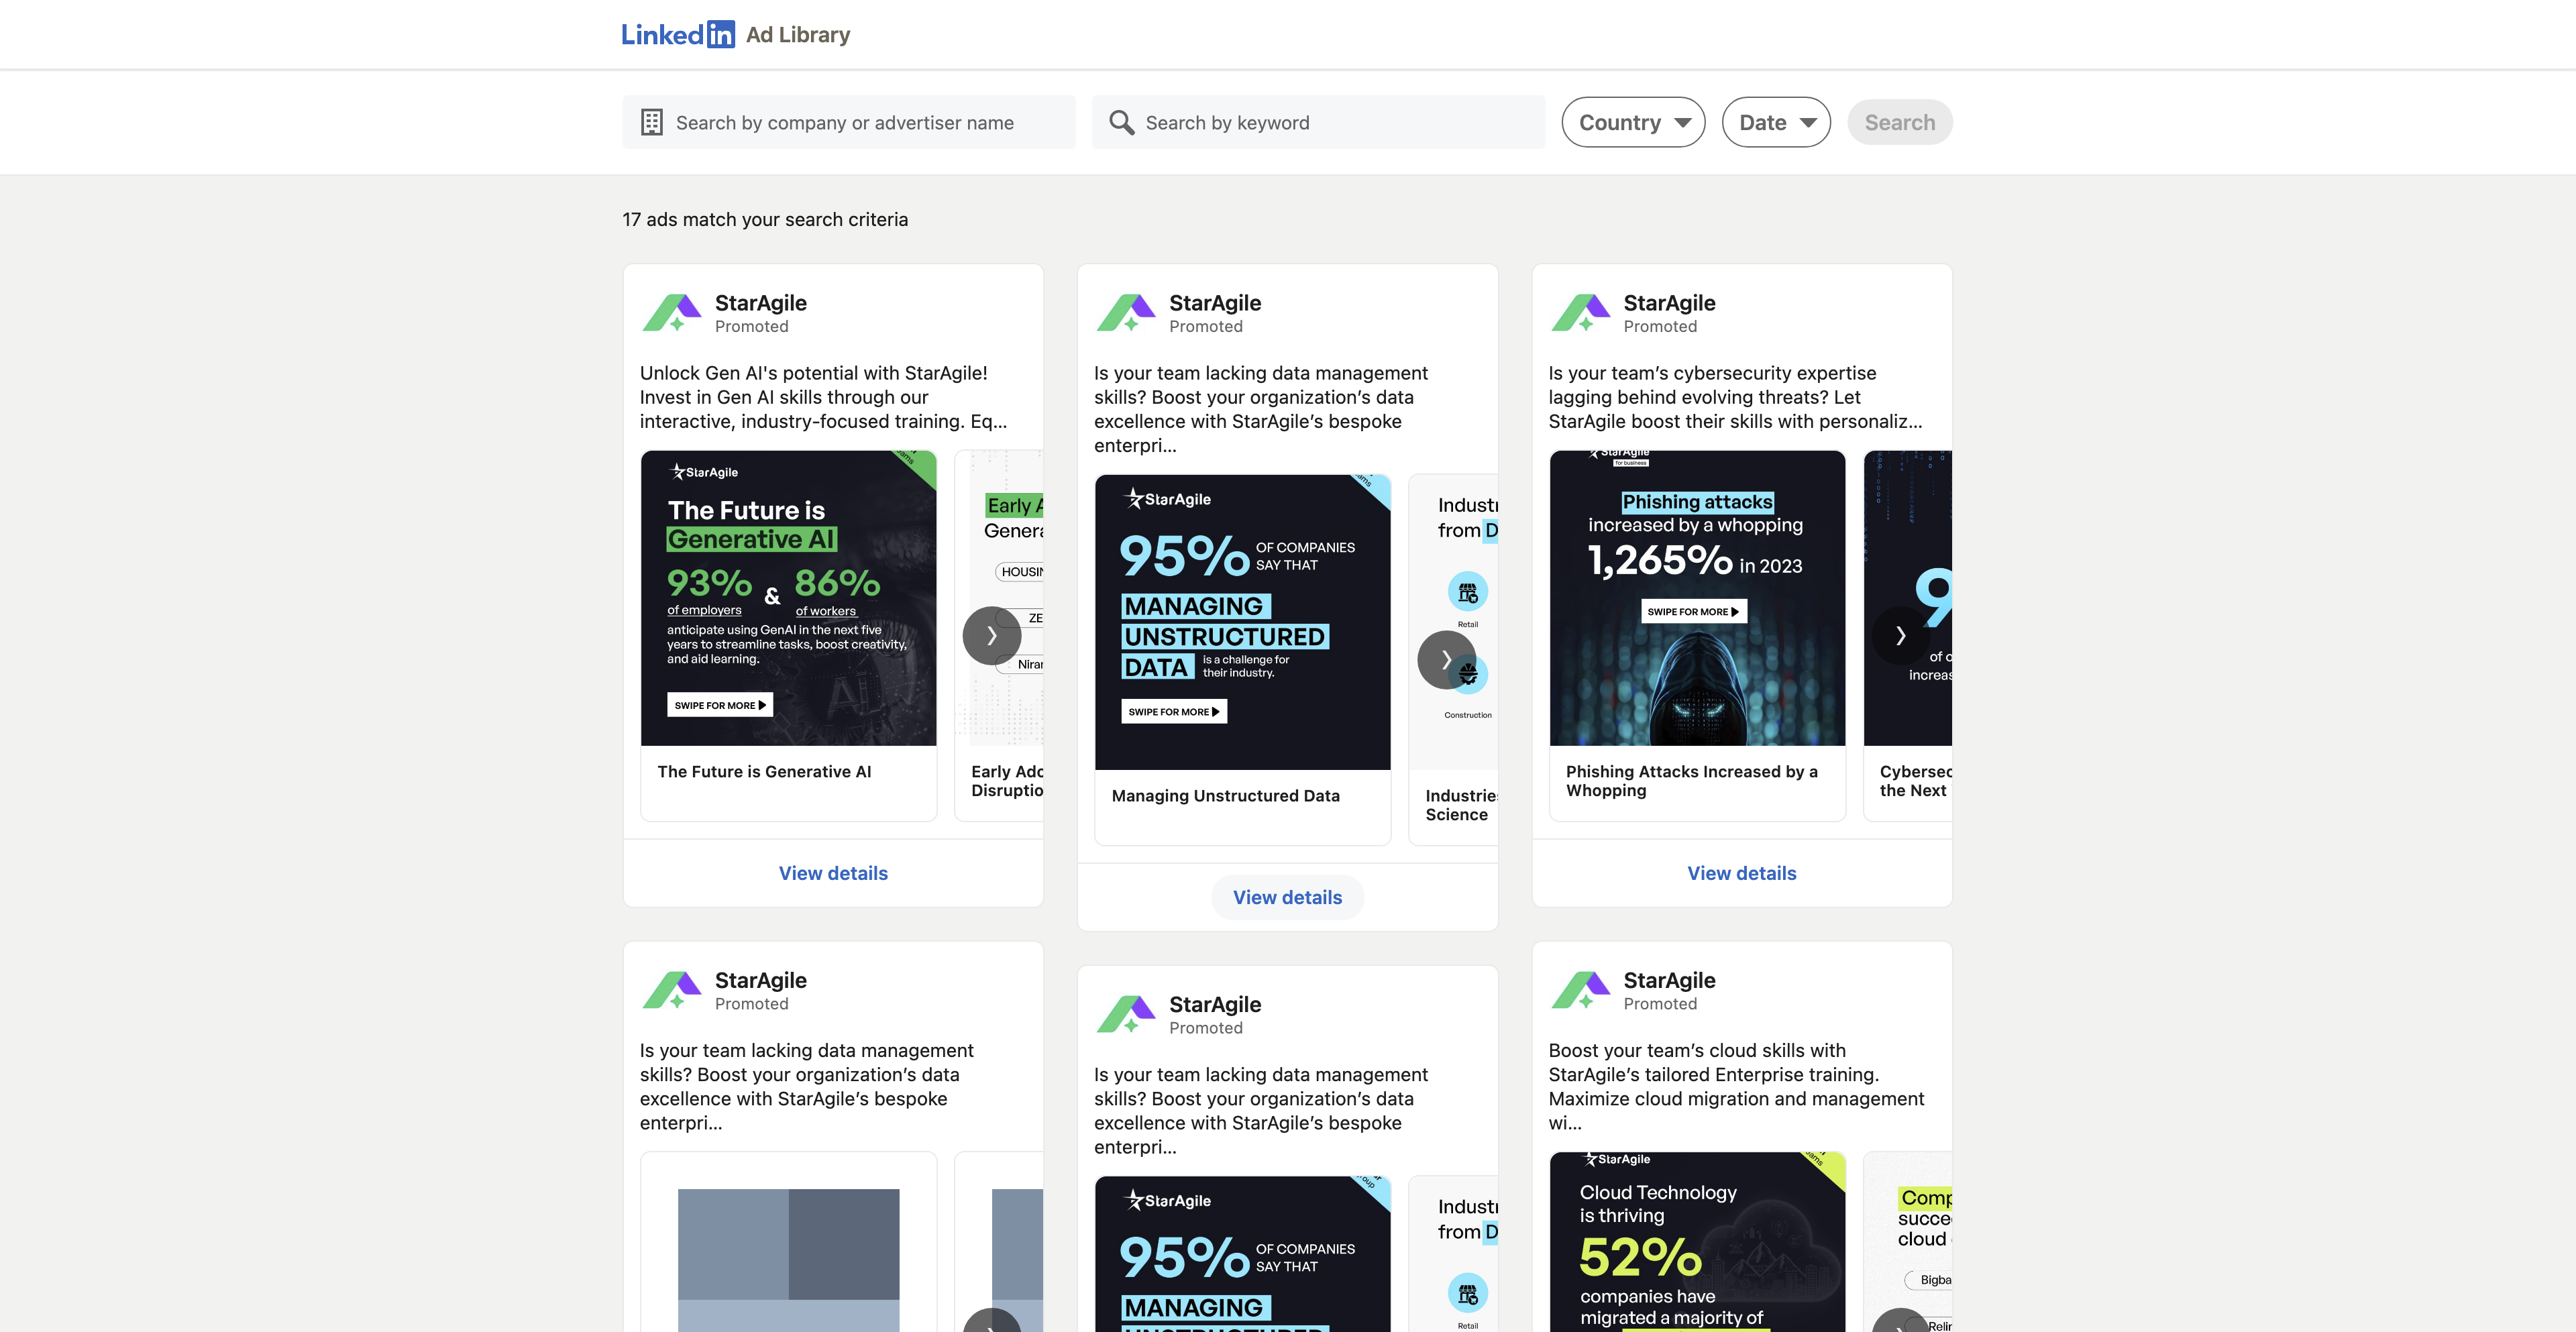 LinkedIn Ad Library
Search by company or advertiser name
Search by keyword
Country
Date
Search
17 ads match your search criteria
StarAgile
Promoted
Unlock Gen AI's potential with StarAgile!
Invest in Gen AI skills through our
interactive, industry-focused training. Eq...
StarAgile
The Future is
Generative AI
93% & 86%
of employers of workers
anticipate using GenAI in the next five
years to streamline tasks, boost creativity,
and aid learning.
SWIPE FOR MORE
The Future is Generative AI
Early A
Genera
HOUSIN
ZE
Niran
Early Ado
Disruptio
View details
StarAgile
Promoted
Is your team lacking data management
skills? Boost your organization’s data
excellence with StarAgile’s bespoke
enterpri...
StarAgile
95% OF COMPANIES
SAY THAT
MANAGING
UNSTRUCTURED
DATA is a challenge for
their industry.
SWIPE FOR MORE
Managing Unstructured Data
Industr
from D
Retail
Construction
Industries
Science
View details
StarAgile
Promoted
Is your team’s cybersecurity expertise
lagging behind evolving threats? Let
StarAgile boost their skills with personaliz...
StarAgile
for business
Phishing attacks
increased by a whopping
1,265% in 2023
SWIPE FOR MORE
Phishing Attacks Increased by a
Whopping
9
of o
increas
Cybersec
the Next
View details
StarAgile
Promoted
Is your team lacking data management
skills? Boost your organization’s data
excellence with StarAgile’s bespoke
enterpri...
StarAgile
Promoted
Is your team lacking data management
skills? Boost your organization’s data
excellence with StarAgile’s bespoke
enterpri...
StarAgile
95% OF COMPANIES
SAY THAT
MANAGING
UNSTRUCTURED
Industr
from D
Retail
StarAgile
Promoted
Boost your team’s cloud skills with
StarAgile’s tailored Enterprise training.
Maximize cloud migration and management
wi...
StarAgile
Cloud Technology
is thriving
52%
companies have
migrated a majority of
Comp
succe
cloud
Bigba
Relin